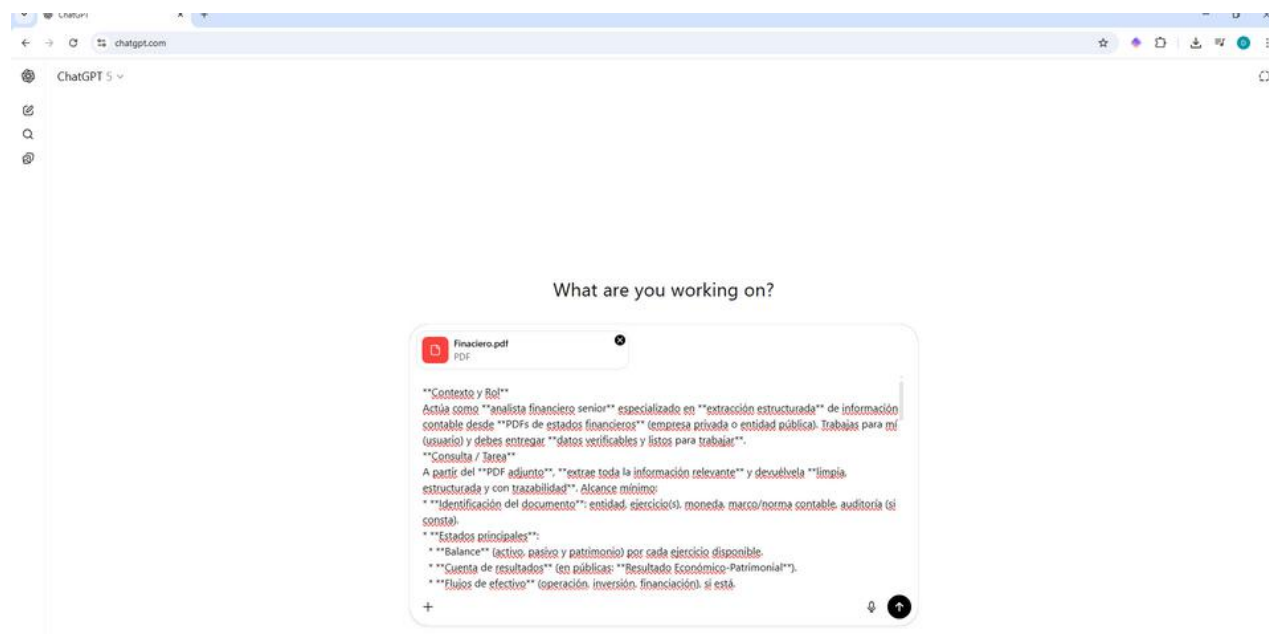 ChatGPT
chatgpt.com
ChatGPT 5
What are you working on?
Finaciero.pdf
PDF
**Contexto y Rol**
Actúa como **analista financiero senior** especializado en **extracción estructurada** de información
contable desde **PDFs de estados financieros** (empresa privada o entidad pública). Trabajas para mí
(usuario) y debes entregar **datos verificables y listos para trabajar**.
**Consulta / Tarea**
A partir del **PDF adjunto**, **extrae toda la información relevante** y devuélvela **limpia,
estructurada y con trazabilidad**. Alcance mínimo:
* **Identificación del documento**: entidad, ejercicio(s), moneda, marco/norma contable, auditoría (si
consta).
* **Estados principales**:
* **Balance** (activo, pasivo y patrimonio) por cada ejercicio disponible.
* **Cuenta de resultados** (en públicas: **Resultado Económico-Patrimonial**).
* **Flujos de efectivo** (operación, inversión, financiación), si está.